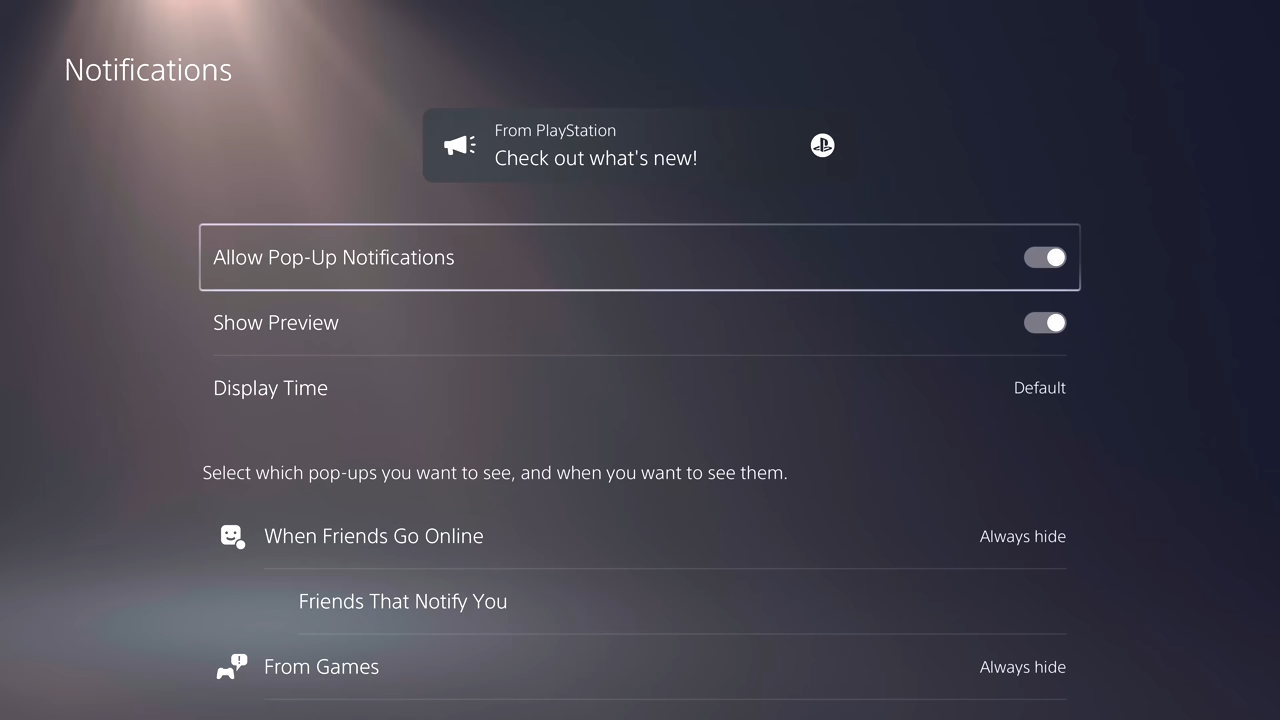 Notifications
From PlayStation
Check out what's new!
Allow Pop-Up Notifications
Show Preview
Display Time
Default
Select which pop-ups you want to see, and when you want to see them.
When Friends Go Online
Always hide
Friends That Notify You
From Games
Always hide